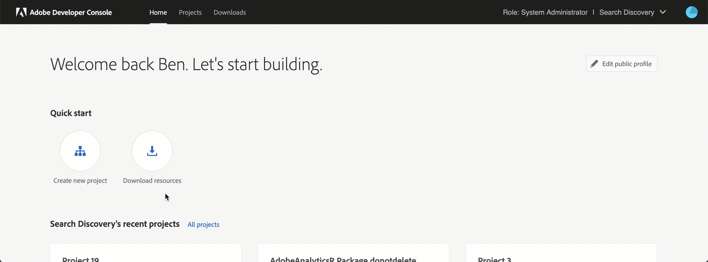 Adobe Developer Console Home Projects Downloads Role: System Administrator | Search Discovery
Welcome back Ben. Let's start building.
Edit public profile
Quick start
Create new project Download resources
Search Discovery's recent projects All projects
Project 19 AdobeAnalyticsR Package donotdelete Project 3